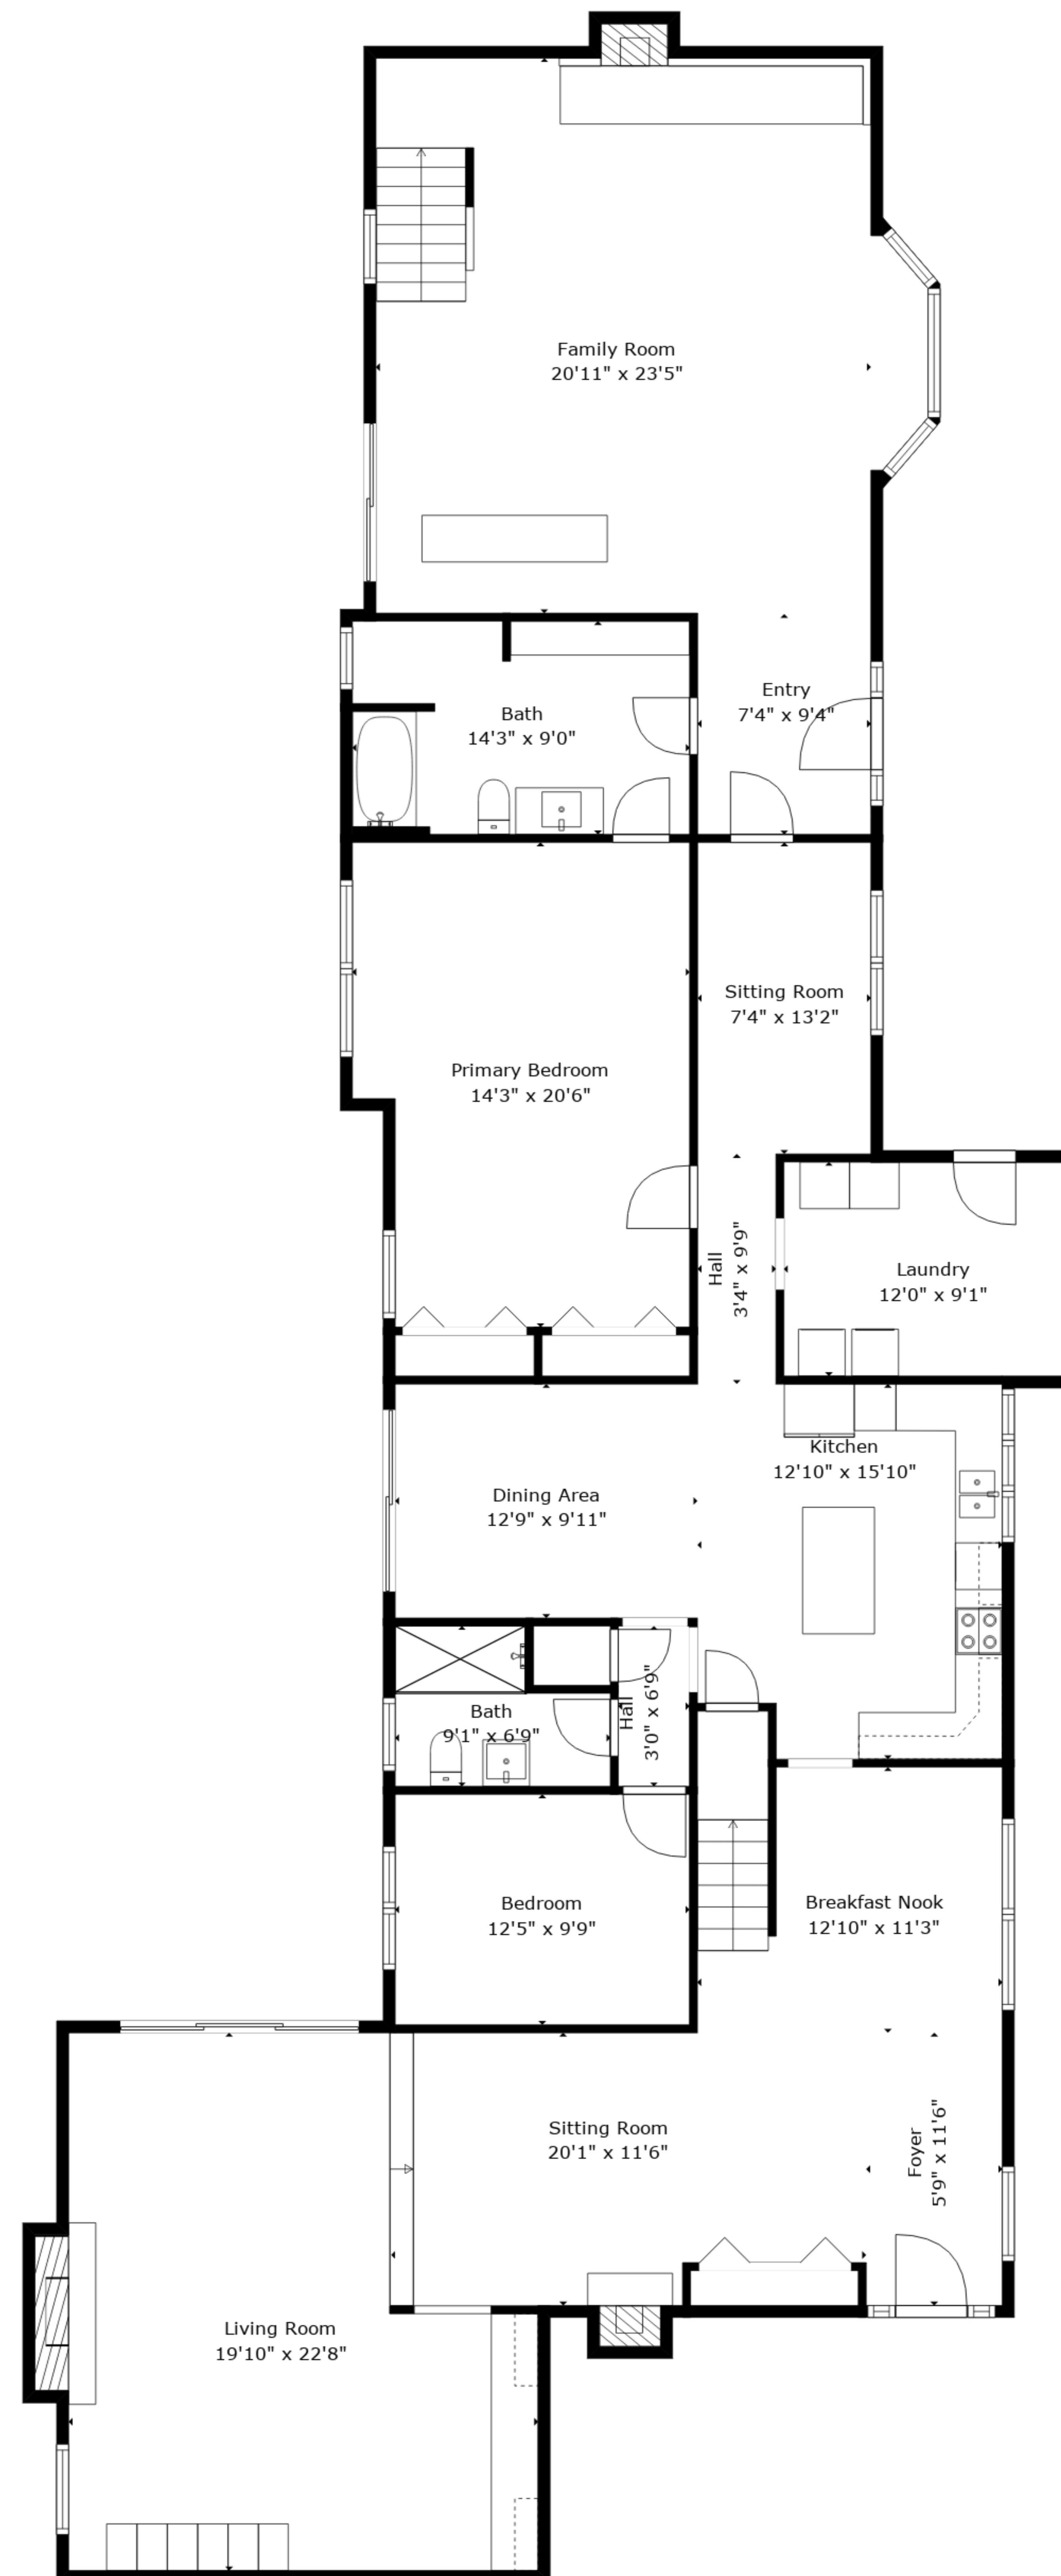 Family Room
20'11" x 23'5"
Entry
7'4" x 9'4"
Bath
14'3" x 9'0"
Sitting Room
7'4" x 13'2"
Primary Bedroom
14'3" x 20'6"
Hall
3'4" x 9'9"
Laundry
12'0" x 9'1"
Kitchen
12'10" x 15'10"
Dining Area
12'9" x 9'11"
Bath
9'1" x 6'9"
Hall
3'0" x 6'9"
Bedroom
12'5" x 9'9"
Breakfast Nook
12'10" x 11'3"
Sitting Room
20'1" x 11'6"
Foyer
5'9" x 11'6"
Living Room
19'10" x 22'8"